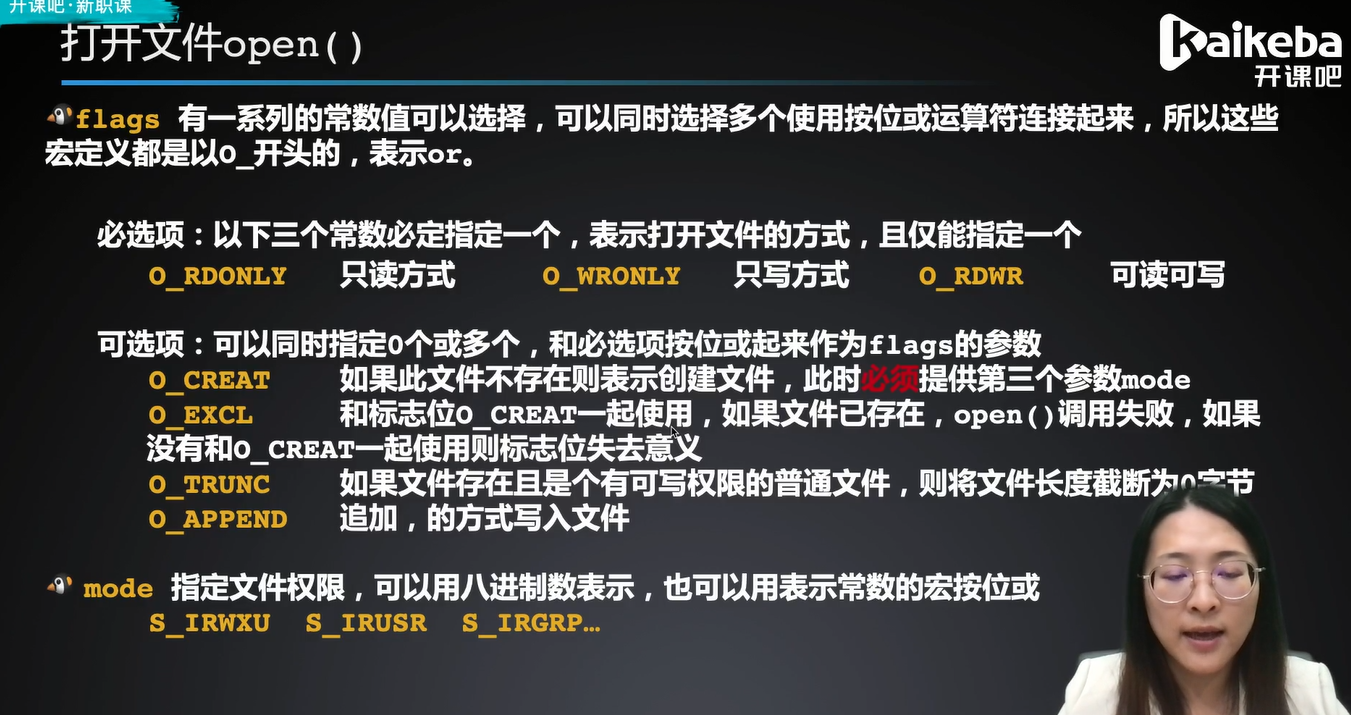 开课吧·新职课
打开文件open()
Kaikeba
开课吧
flags 有一系列的常数值可以选择，可以同时选择多个使用按位或运算符连接起来，所以这些
宏定义都是以O_开头的，表示or。
必选项：以下三个常数必定指定一个，表示打开文件的方式，且仅能指定一个
O_RDONLY 只读方式 O_WRONLY 只写方式 O_RDWR 可读可写
可选项：可以同时指定0个或多个，和必选项按位或起来作为flags的参数
O_CREAT 如果此文件不存在则表示创建文件，此时必须提供第三个参数mode
O_EXCL 和标志位O_CREAT一起使用，如果文件已存在，open()调用失败，如果
没有和O_CREAT一起使用则标志位失去意义
O_TRUNC 如果文件存在且是个有可写权限的普通文件，则将文件长度截断为0字节
O_APPEND 追加，的方式写入文件
mode 指定文件权限，可以用八进制数表示，也可以用表示常数的宏按位或
S_IRWXU S_IRUSR S_IRGRP…